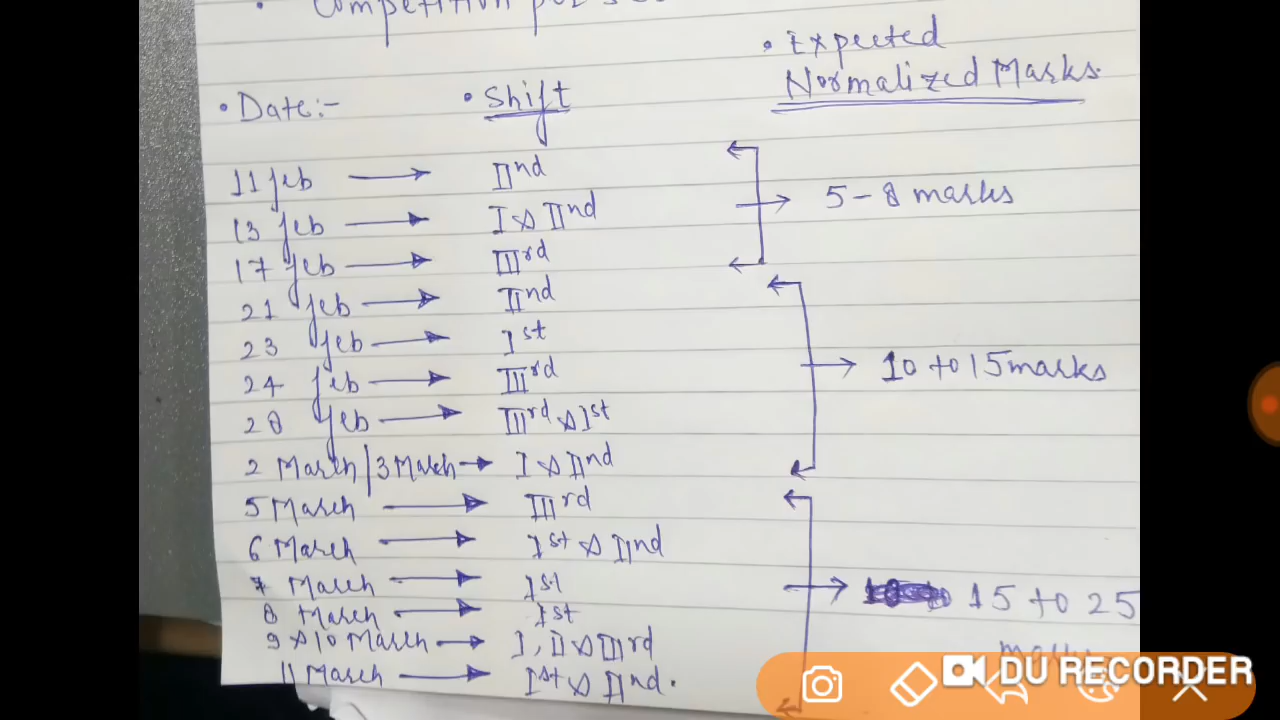 • Competition
• Expected
Normalized Marks.
• Date:-
• Shift
11 feb → IInd
13 feb → I & IInd
5 - 8 marks
17 feb → IIIrd
21 feb → IInd
23 feb → Ist
24 feb → IIIrd
10 to 15 marks
28 feb → IIIrd & Ist
2 March / 3 March → I & IInd
5 March → IIIrd
6 March → Ist & IInd
7 March → Ist
15 to 25
8 March → Ist
9 & 10 March → I, II & IIIrd
marks
11 March → Ist & IInd.
DU RECORDER